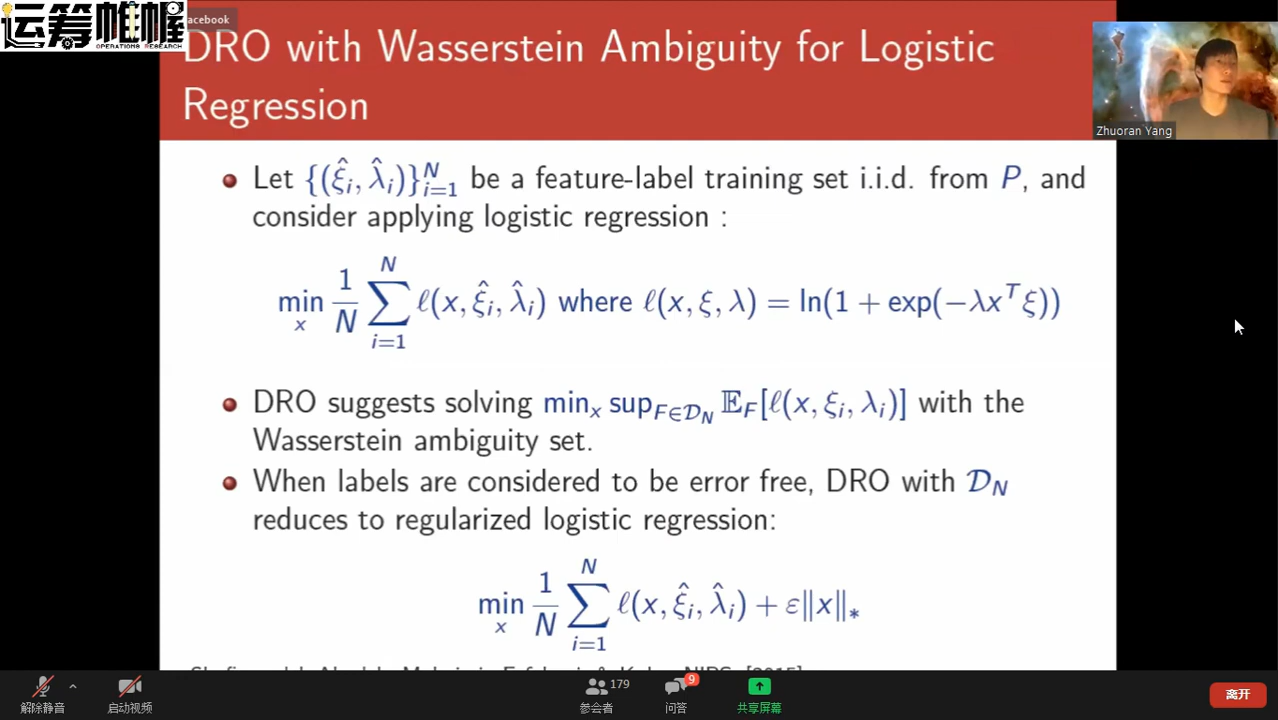 运筹帷幄
OPERATIONS RESEARCH
acebook
DRO with Wasserstein Ambiguity for Logistic
Regression
Zhuoran Yang
Let {(ξ̂ᵢ, λ̂ᵢ)}ᵢ₌₁ᴺ be a feature-label training set i.i.d. from P, and
consider applying logistic regression :
min_x 1/N ∑_{i=1}^{N} ℓ(x, ξ̂ᵢ, λ̂ᵢ) where ℓ(x, ξ, λ) = ln(1 + exp(−λxᵀξ))
DRO suggests solving min_x sup_{F∈𝒟_N} 𝔼_F[ℓ(x, ξᵢ, λᵢ)] with the
Wasserstein ambiguity set.
When labels are considered to be error free, DRO with 𝒟_N
reduces to regularized logistic regression:
min_x 1/N ∑_{i=1}^{N} ℓ(x, ξ̂ᵢ, λ̂ᵢ) + ε‖x‖_*
解除静音
启动视频
179
参会者
9
问答
共享屏幕
离开